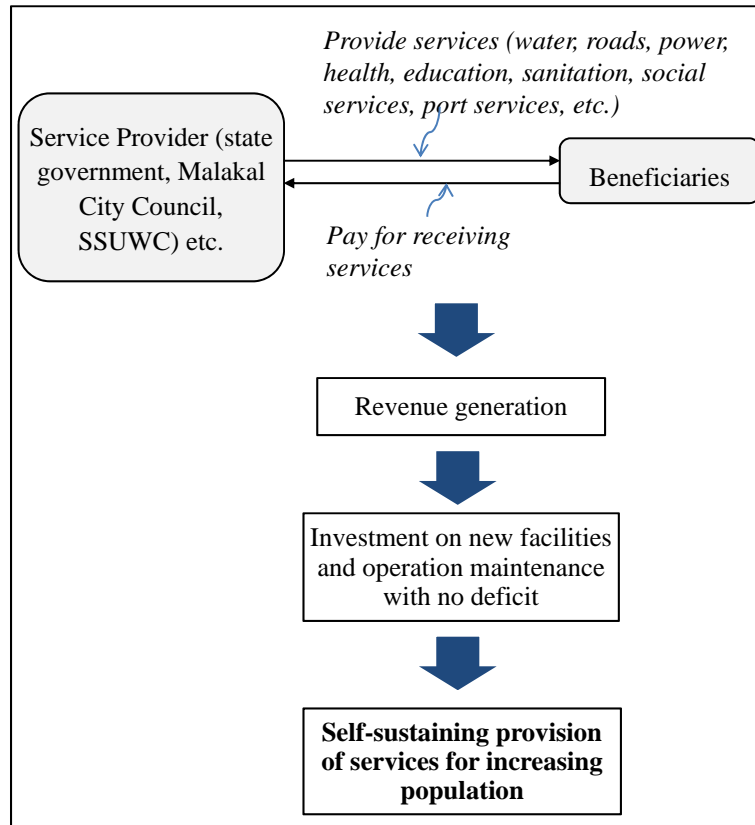 Provide services (water, roads, power,
health, education, sanitation, social
services, port services, etc.)
Service Provider (state
government, Malakal
City Council,
SSUWC) etc.
Beneficiaries
Pay for receiving
services
Revenue generation
Investment on new facilities
and operation maintenance
with no deficit
Self-sustaining provision
of services for increasing
population